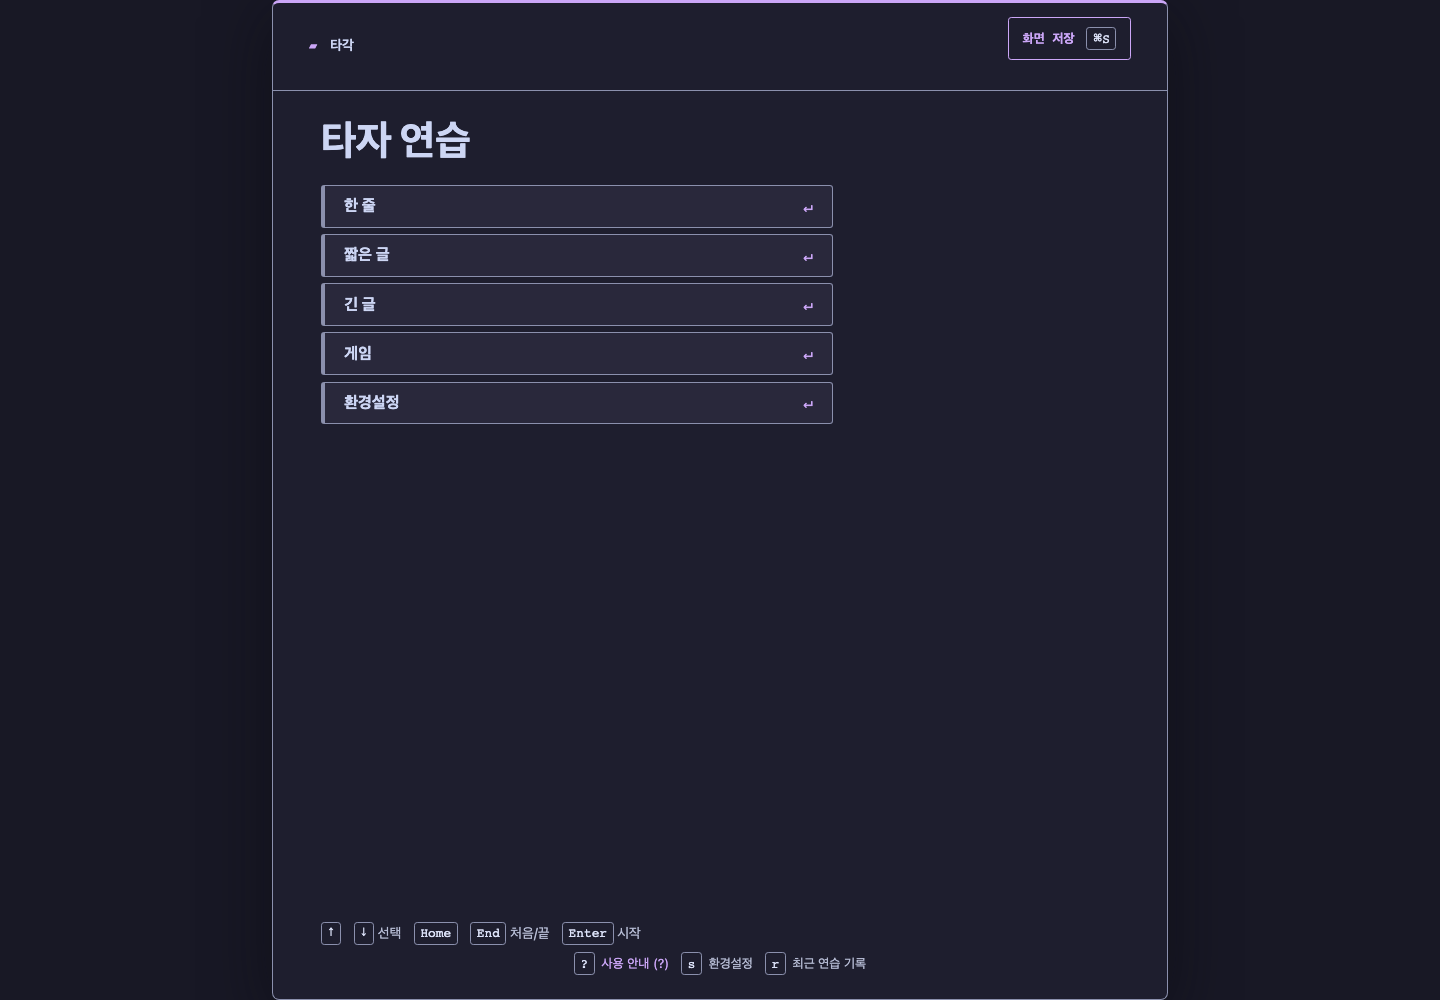 ▰ 타각
화면 저장 ⌘S
타자 연습
한 줄 ↵
짧은 글 ↵
긴 글 ↵
게임 ↵
환경설정 ↵
↑ ↓ 선택 Home End 처음/끝 Enter 시작
? 사용 안내 (?) s 환경설정 r 최근 연습 기록